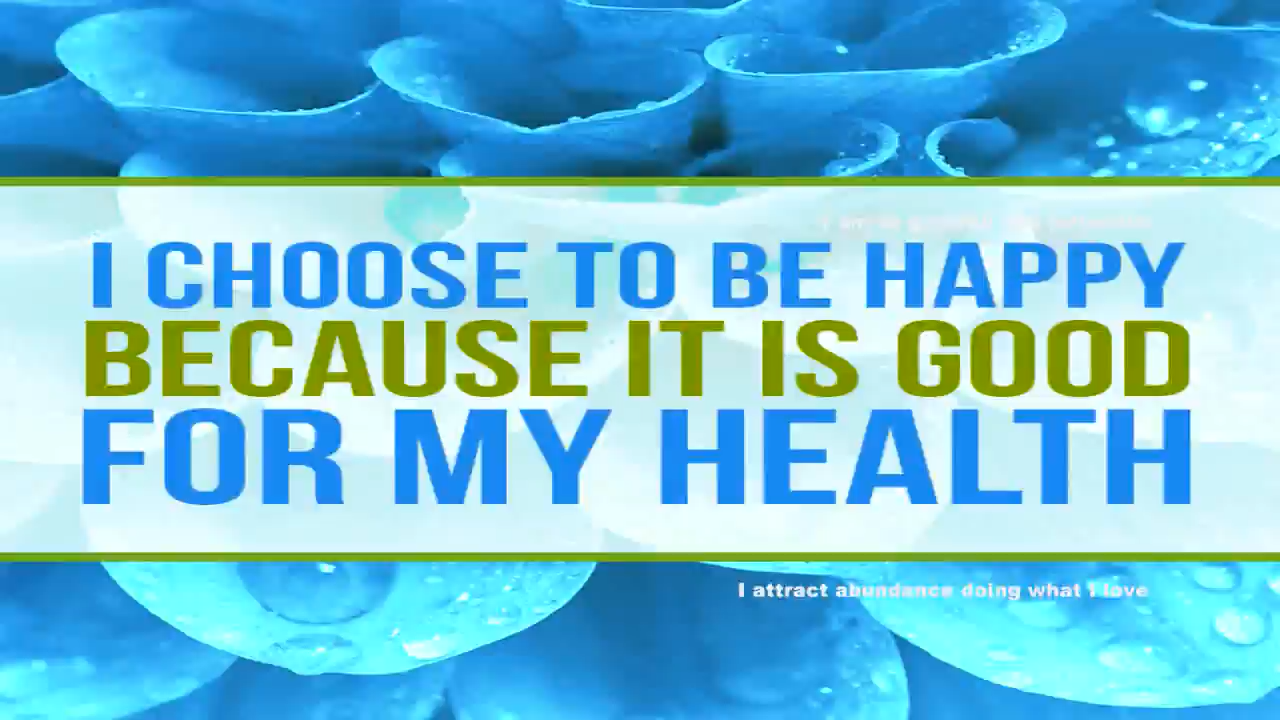 I CHOOSE TO BE HAPPY
BECAUSE IT IS GOOD
FOR MY HEALTH
I attract abundance doing what I love